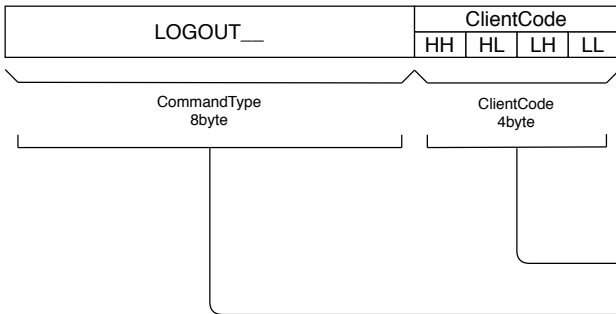 LOGOUT__
ClientCode
HH HL LH LL
CommandType
8byte
ClientCode
4byte